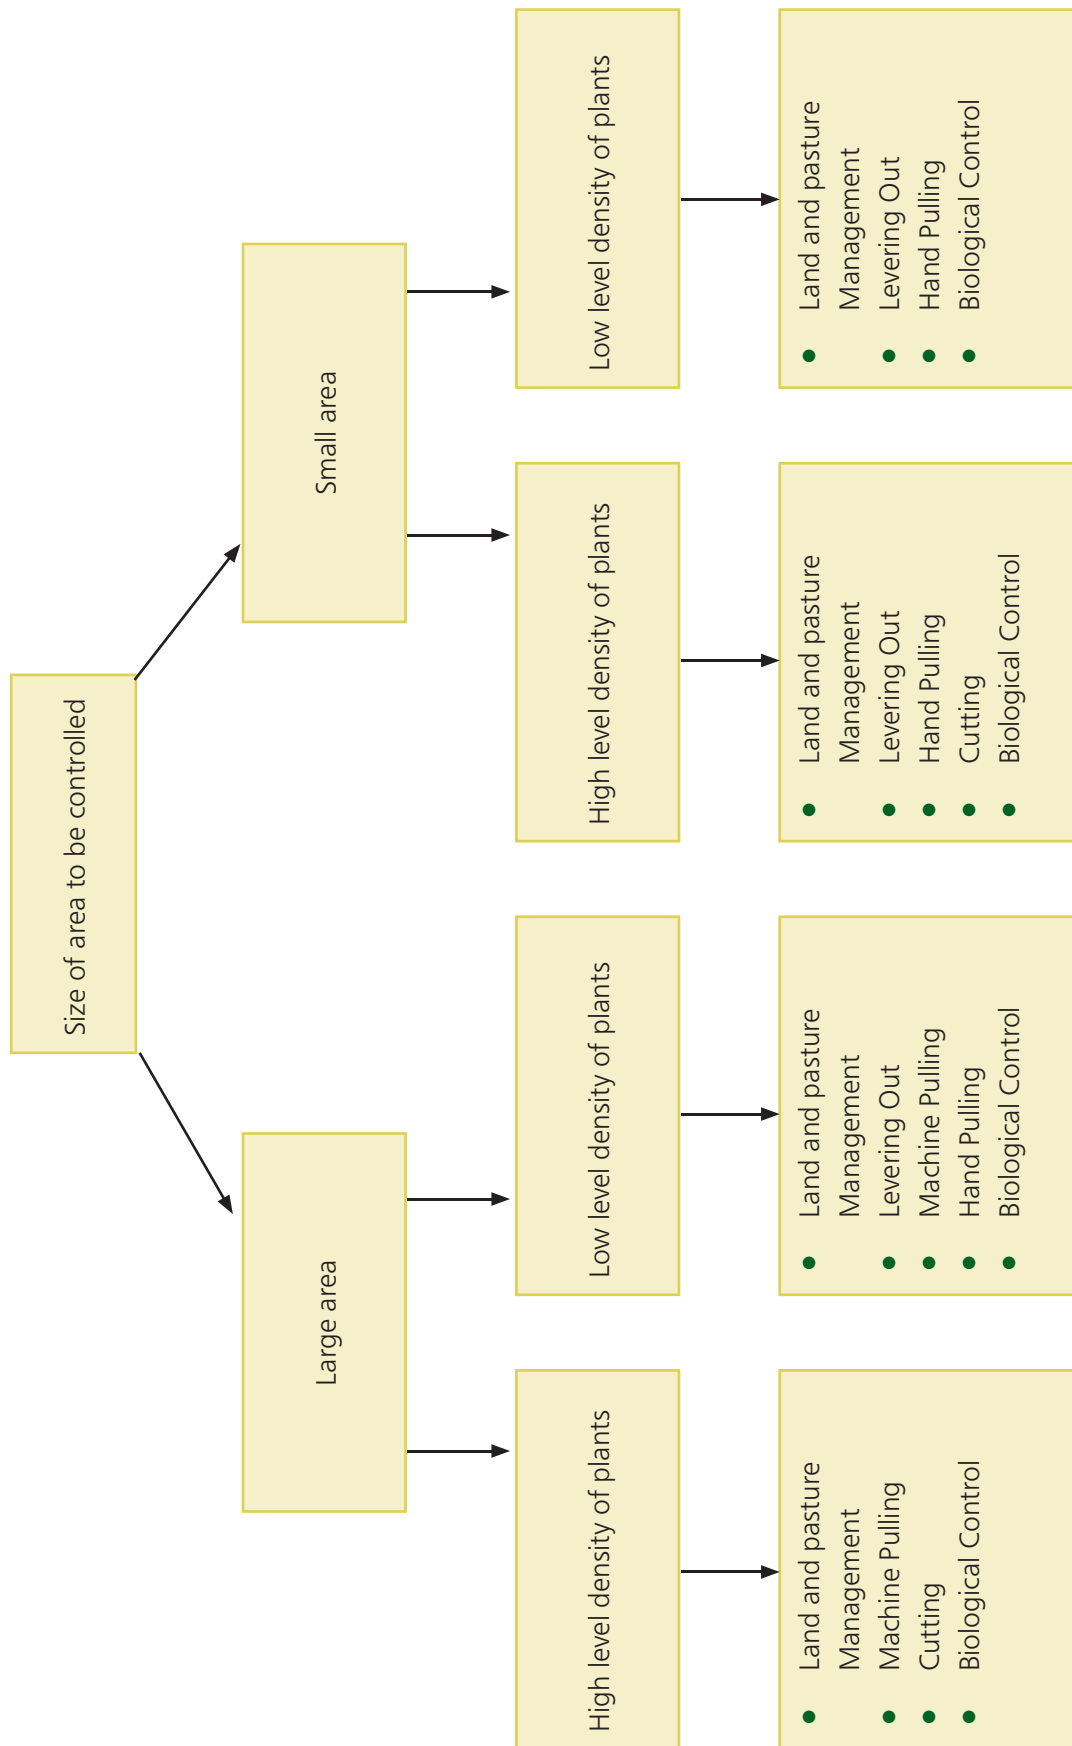 Size of area to be controlled
Large area
Small area
High level density of plants
Low level density of plants
High level density of plants
Low level density of plants
● Land and pasture
Management
● Machine Pulling
● Cutting
● Biological Control
● Land and pasture
Management
● Levering Out
● Machine Pulling
● Hand Pulling
● Biological Control
● Land and pasture
Management
● Levering Out
● Hand Pulling
● Cutting
● Biological Control
● Land and pasture
Management
● Levering Out
● Hand Pulling
● Biological Control